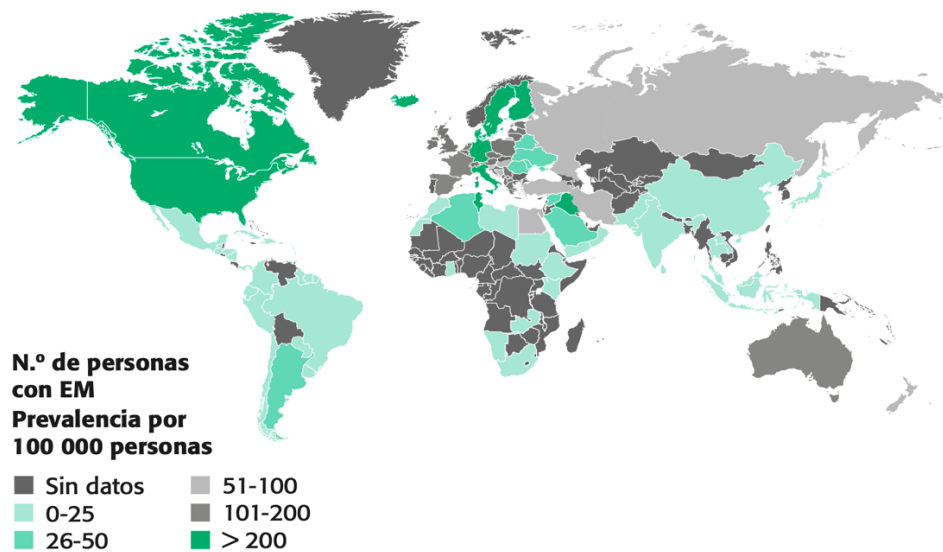 N.º de personas
con EM
Prevalencia por
100 000 personas
Sin datos
0-25
26-50
51-100
101-200
> 200